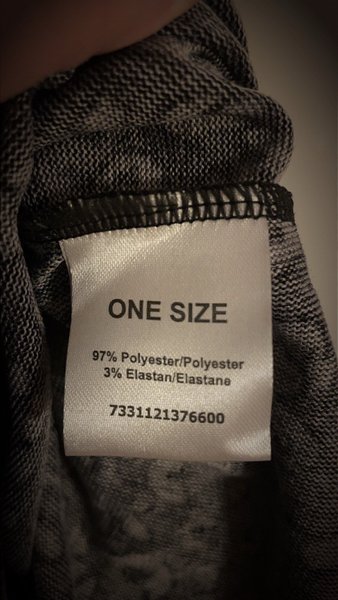 ONE SIZE
97% Polyester/Polyester
3% Elastan/Elastane
7331121376600